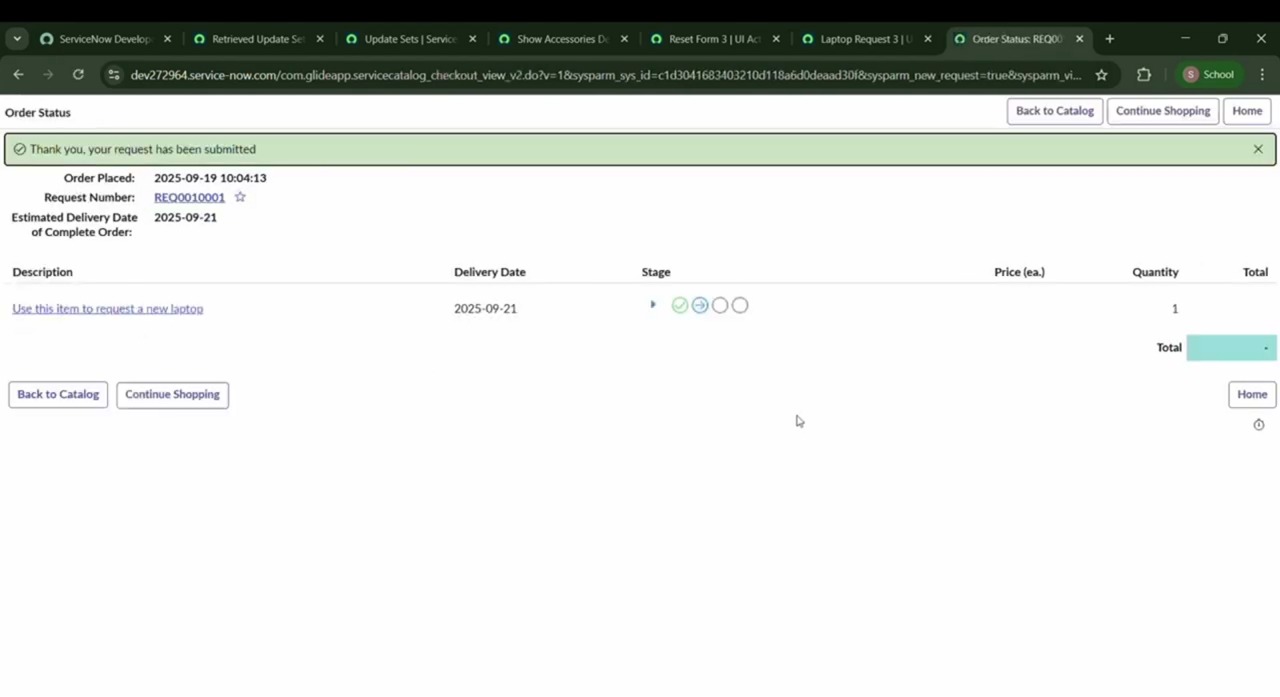 ServiceNow Develop
Retrieved Update Se
Update Sets | Service
Show Accessories De
Reset Form 3 | UI Act
Laptop Request 3 | U
Order Status: REQ00
dev272964.service-now.com/com.glideapp.servicecatalog_checkout_view_v2.do?v=1&sysparm_sys_id=c1d3041683403210d118a6d0deaad30f&sysparm_new_request=true&sysparm_vi...
S School
Order Status
Back to Catalog Continue Shopping Home
Thank you, your request has been submitted
Order Placed: 2025-09-19 10:04:13
Request Number: REQ0010001
Estimated Delivery Date 2025-09-21
of Complete Order:
Description Delivery Date Stage Price (ea.) Quantity Total
Use this item to request a new laptop 2025-09-21 1
Total -
Back to Catalog Continue Shopping Home